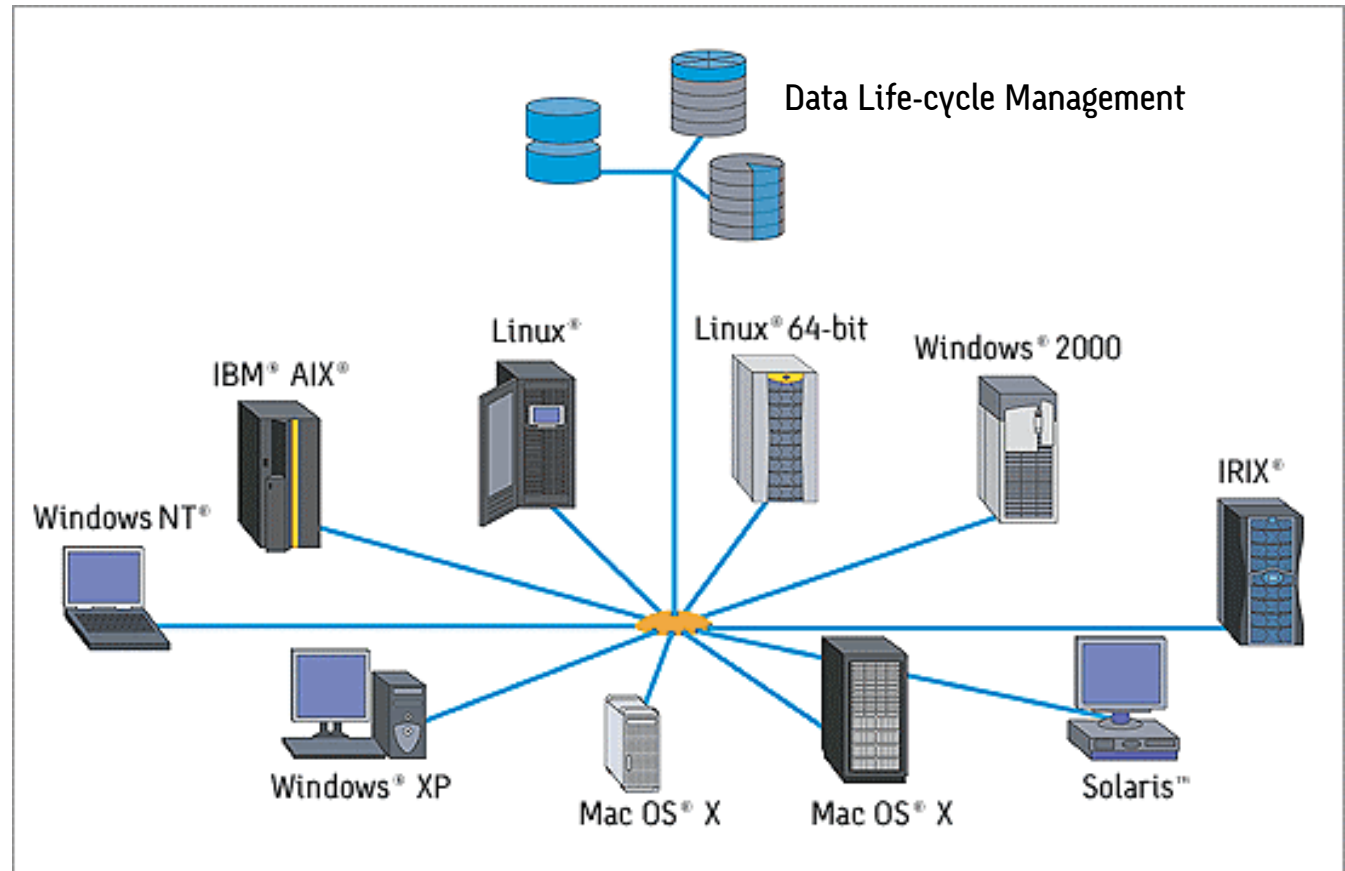 Data Life-cycle Management
Linux®
Linux® 64-bit
Windows® 2000
IBM® AIX®
IRIX®
Windows NT®
Windows® XP
Mac OS® X
Mac OS® X
Solaris™